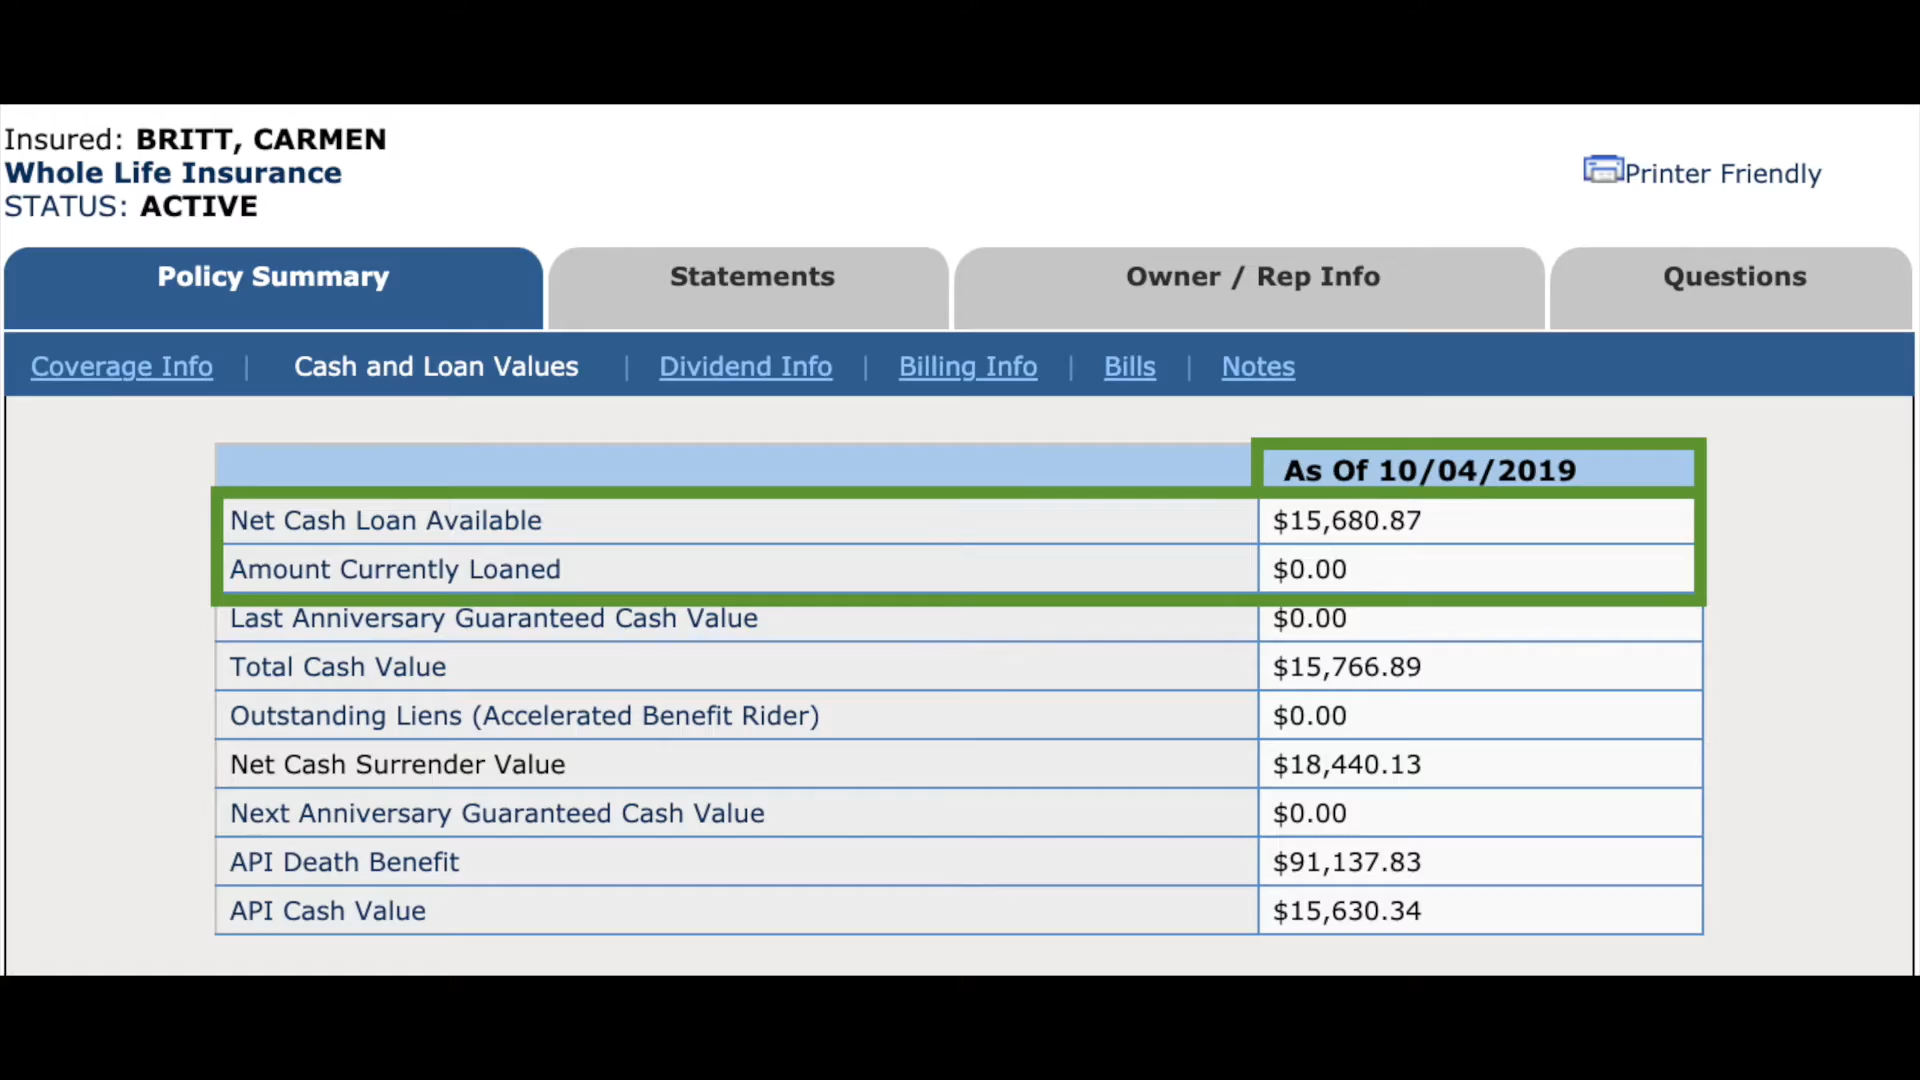 Insured: BRITT, CARMEN
Whole Life Insurance
STATUS: ACTIVE
Printer Friendly
Policy Summary Statements Owner / Rep Info Questions
Coverage Info | Cash and Loan Values | Dividend Info | Billing Info | Bills | Notes
As Of 10/04/2019
Net Cash Loan Available $15,680.87
Amount Currently Loaned $0.00
Last Anniversary Guaranteed Cash Value $0.00
Total Cash Value $15,766.89
Outstanding Liens (Accelerated Benefit Rider) $0.00
Net Cash Surrender Value $18,440.13
Next Anniversary Guaranteed Cash Value $0.00
API Death Benefit $91,137.83
API Cash Value $15,630.34